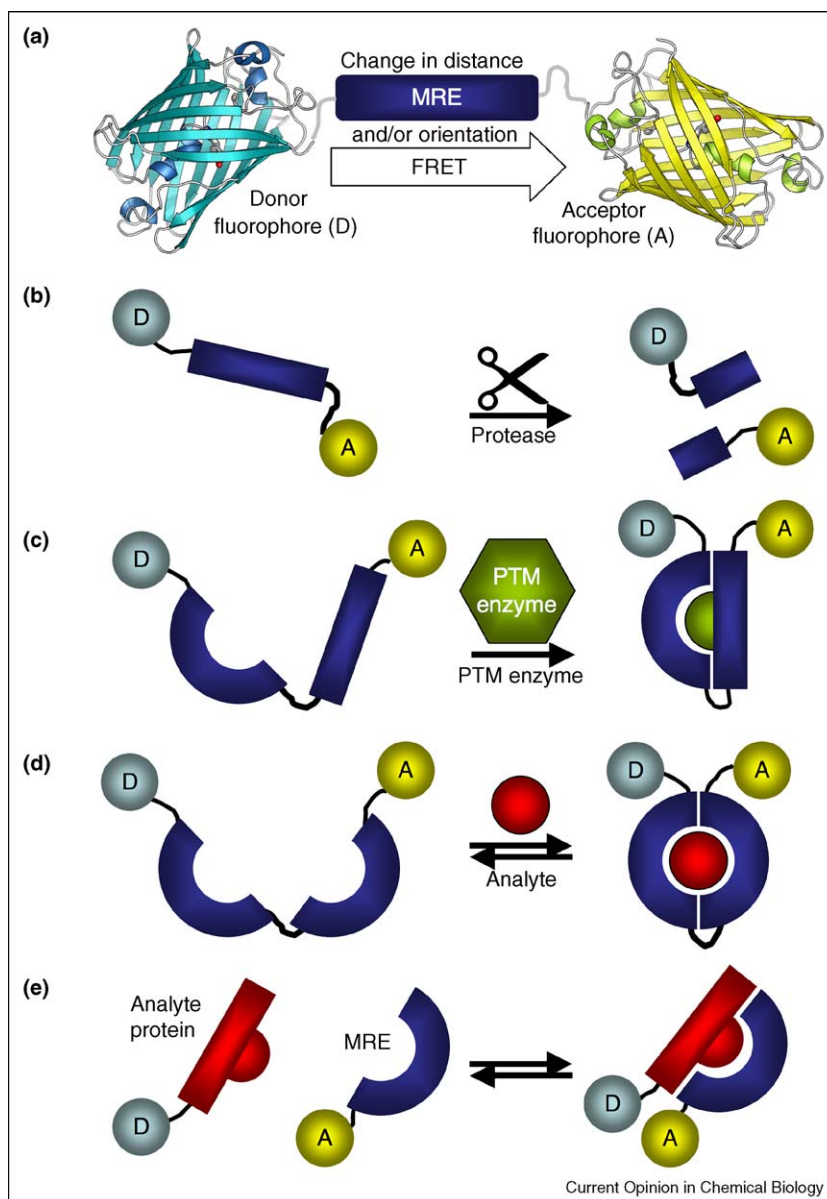 (a)
Change in distance
MRE
and/or orientation
FRET
Donor
fluorophore (D)
Acceptor
fluorophore (A)
(b)
D
A
Protease
D
A
(c)
D
A
PTM
enzyme
PTM enzyme
D
A
(d)
D
A
Analyte
D
A
(e)
Analyte
protein
MRE
D
A
D
A
Current Opinion in Chemical Biology